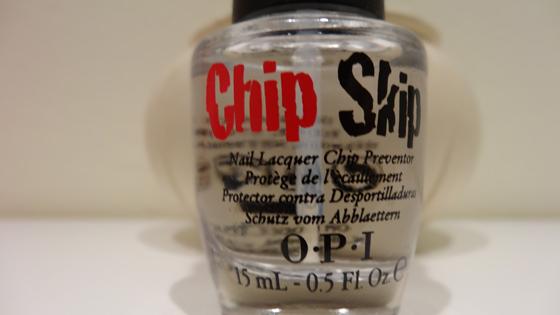 Chip Skip
Nail Lacquer Chip Preventor
Protège de l'écaillement
Protector contra Desportilladuras
Schutz vom Abblaettern
O·P·I
15 mL - 0.5 Fl. Oz. ℮